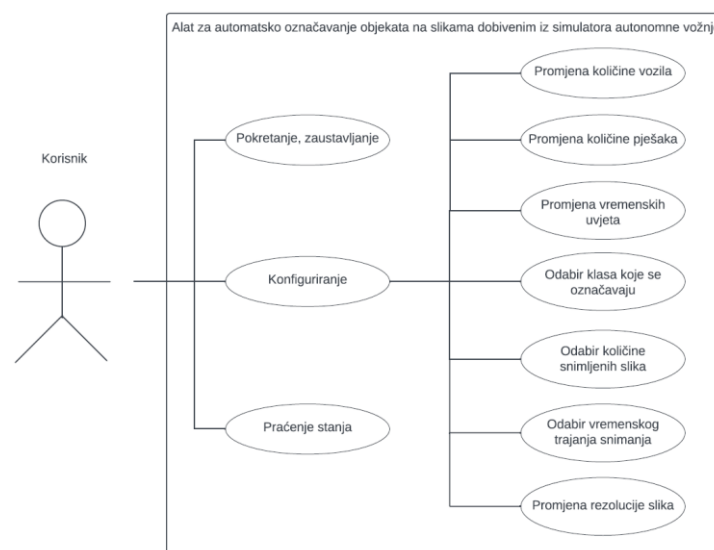 Alat za automatsko označavanje objekata na slikama dobivenim iz simulatora autonomne vožnj
Korisnik
Pokretanje, zaustavljanje
Konfiguriranje
Praćenje stanja
Promjena količine vozila
Promjena količine pješaka
Promjena vremenskih
uvjeta
Odabir klasa koje se
označavaju
Odabir količine
snimljenih slika
Odabir vremenskog
trajanja snimanja
Promjena rezolucije slika